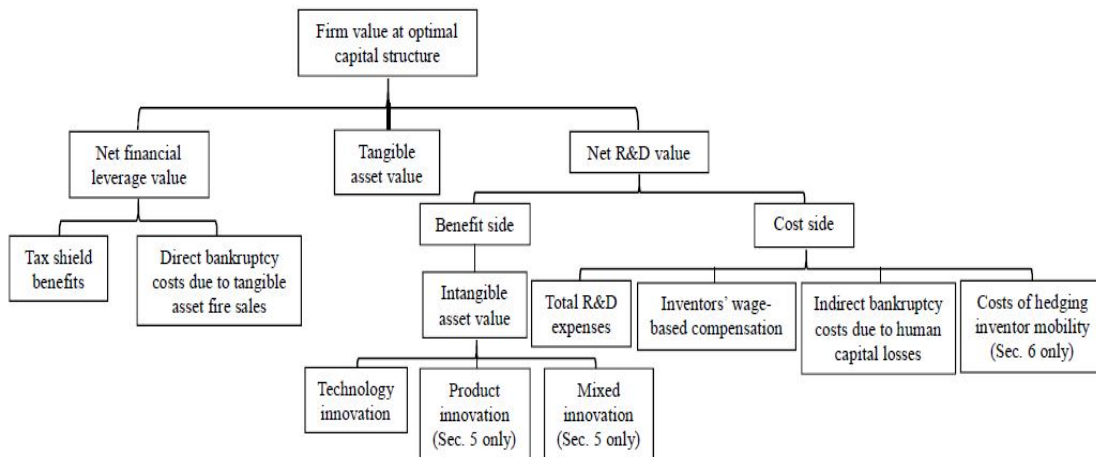 Firm value at optimal
capital structure
Net financial
leverage value
Tangible
asset value
Net R&D value
Benefit side
Cost side
Tax shield
benefits
Direct bankruptcy
costs due to tangible
asset fire sales
Intangible
asset value
Total R&D
expenses
Inventors’ wage-
based compensation
Indirect bankruptcy
costs due to human
capital losses
Costs of hedging
inventor mobility
(Sec. 6 only)
Technology
innovation
Product
innovation
(Sec. 5 only)
Mixed
innovation
(Sec. 5 only)